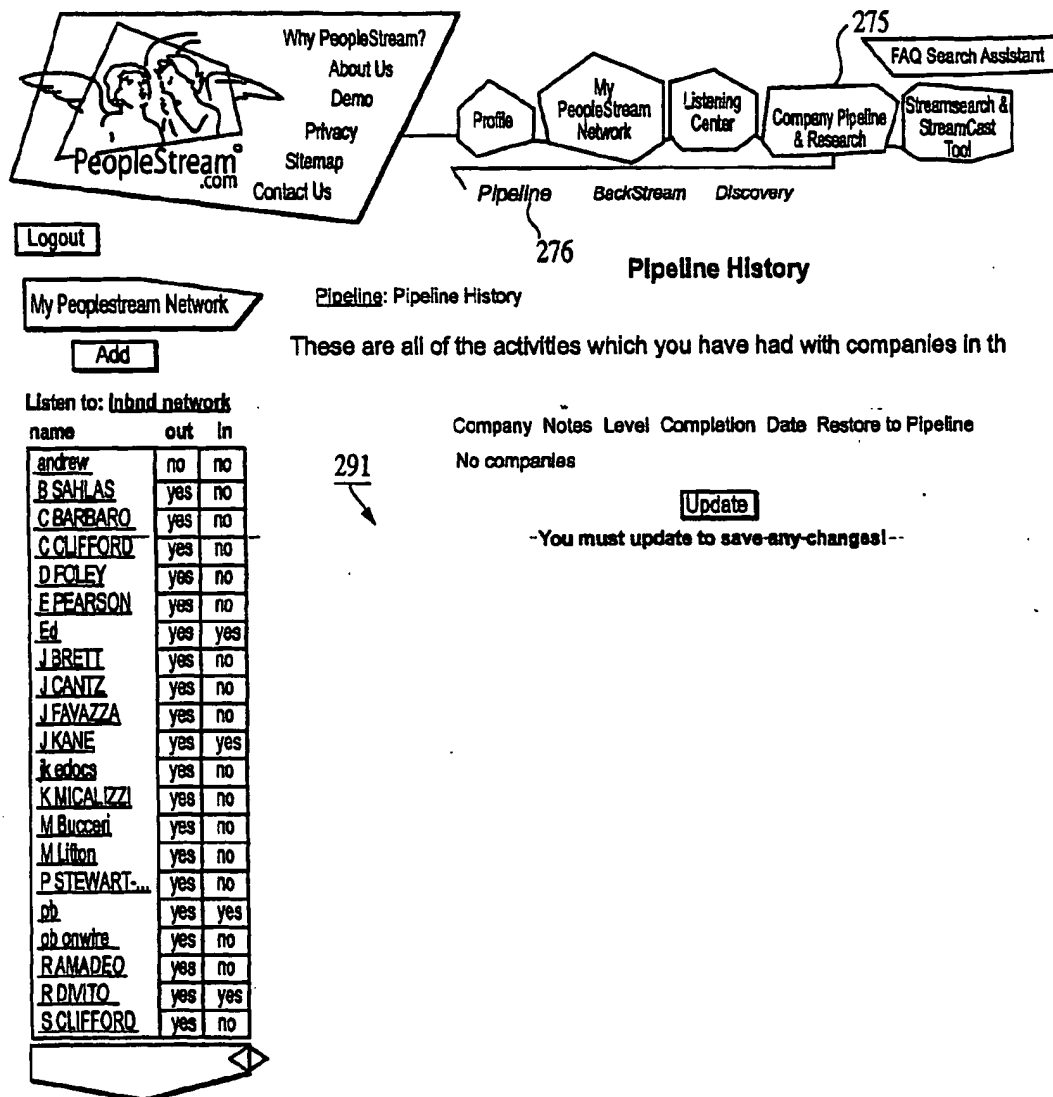 Why PeopleStream?
About Us
Demo
Privacy
Sitemap
Contact Us
PeopleStream
.com
275
FAQ Search Assistant
Profile
My
PeopleStream
Network
Listening
Center
Company Pipeline
& Research
Streamsearch &
StreamCast
Tool
Pipeline BackStream Discovery
276
Logout
Pipeline History
My Peoplestream Network
Pipeline: Pipeline History
Add
These are all of the activities which you have had with companies in th
Listen to: Inbnd network
name out in
Company Notes Level Completion Date Restore to Pipeline
No companies
291
Update
-You must update to save any changes!--
andrew no no
B SAHLAS yes no
C BARBARO yes no
C CLIFFORD yes no
D FOLEY yes no
E PEARSON yes no
Ed yes yes
J BRETT yes no
J CANTZ yes no
J FAVAZZA yes no
J KANE yes yes
jk edocs yes no
K MICALIZZI yes no
M Bucceri yes no
M Litton yes no
P STEWART-... yes no
pb yes yes
pb onwire yes no
R AMADEO yes no
R DIVITO yes yes
S CLIFFORD yes no